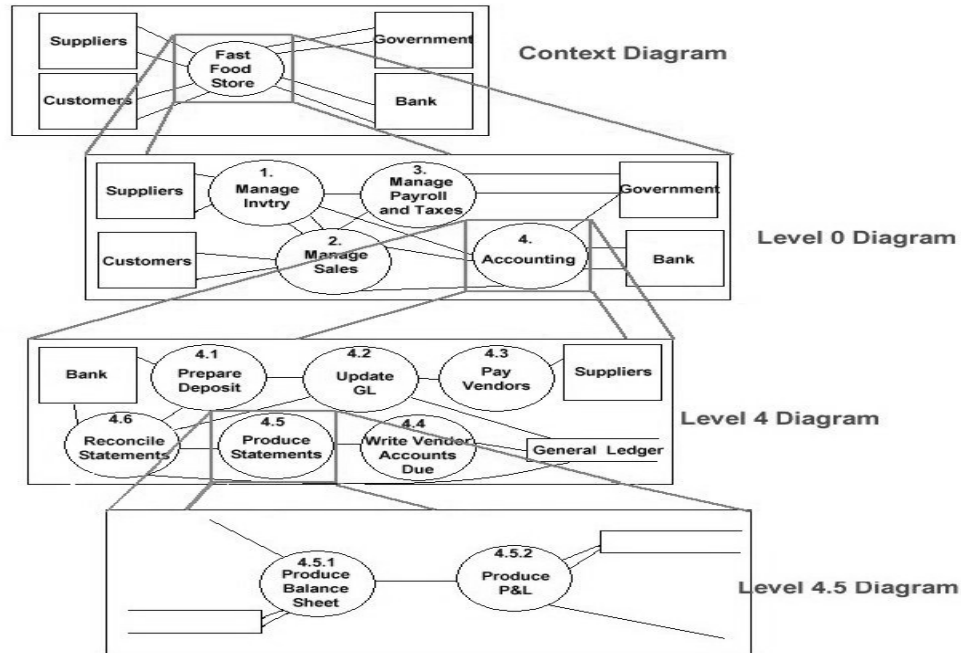 Suppliers
Fast
Food
Store
Government
Customers
Bank
Context Diagram
Suppliers
1.
Manage
Invtry
3.
Manage
Payroll
and Taxes
Government
Customers
2.
Manage
Sales
4.
Accounting
Bank
Level 0 Diagram
Bank
4.1
Prepare
Deposit
4.2
Update
GL
4.3
Pay
Vendors
Suppliers
4.6
Reconcile
Statements
4.5
Produce
Statements
4.4
Write Vendor
Accounts
Due
General Ledger
Level 4 Diagram
4.5.1
Produce
Balance
Sheet
4.5.2
Produce
P&L
Level 4.5 Diagram